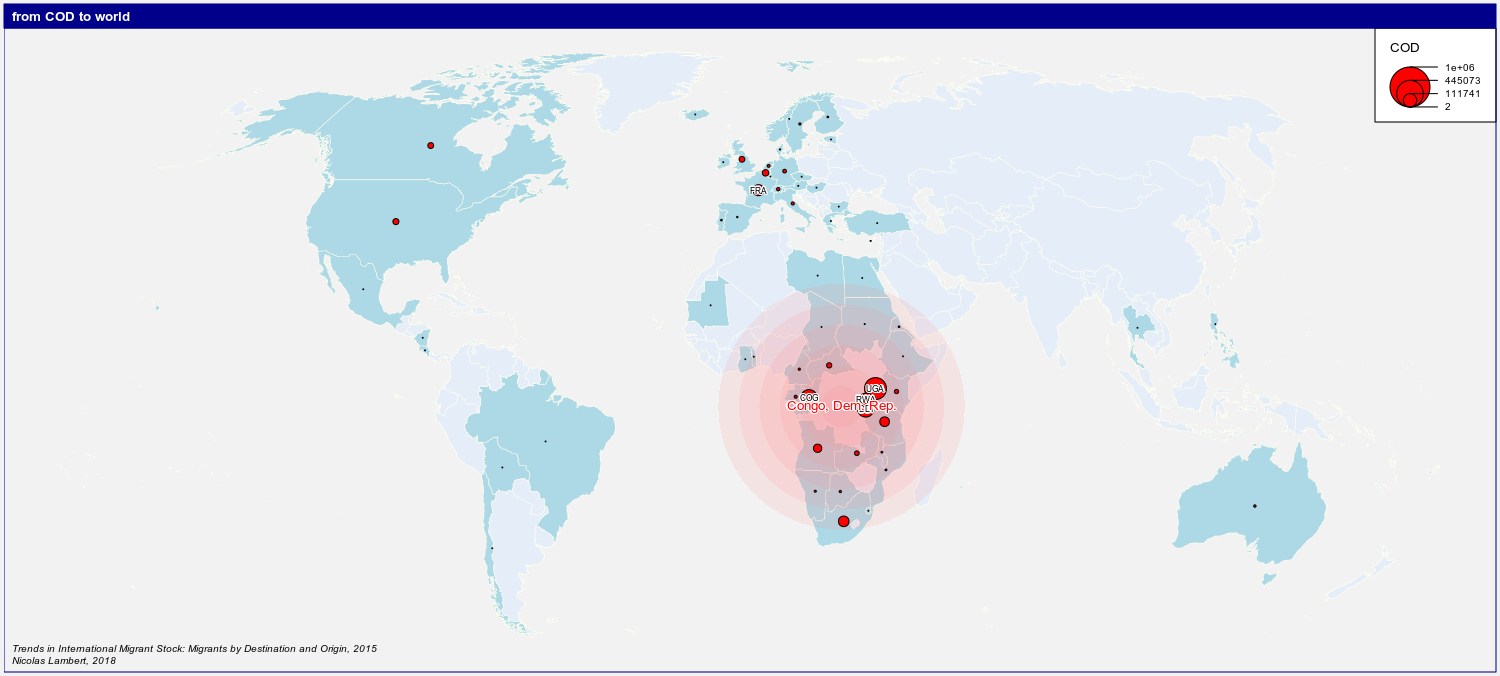 from COD to world
COD
1e+06
445073
111741
2
FRA
UGA
COG
RWA
Congo, Dem. Rep.
Trends in International Migrant Stock: Migrants by Destination and Origin, 2015
Nicolas Lambert, 2018